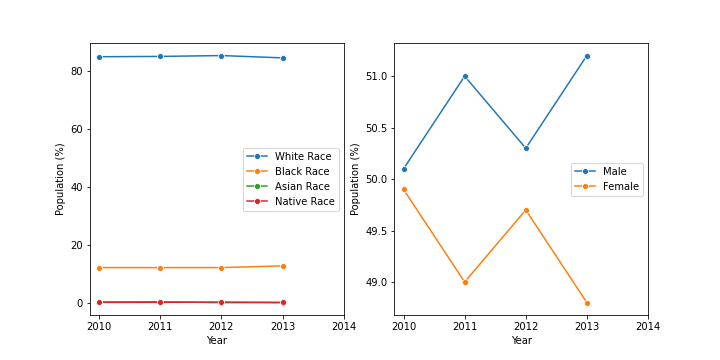 Population (%)
80
60
40
20
0
2010 2011 2012 2013 2014
Year
White Race
Black Race
Asian Race
Native Race
Population (%)
51.0
50.5
50.0
49.5
49.0
2010 2011 2012 2013 2014
Year
Male
Female